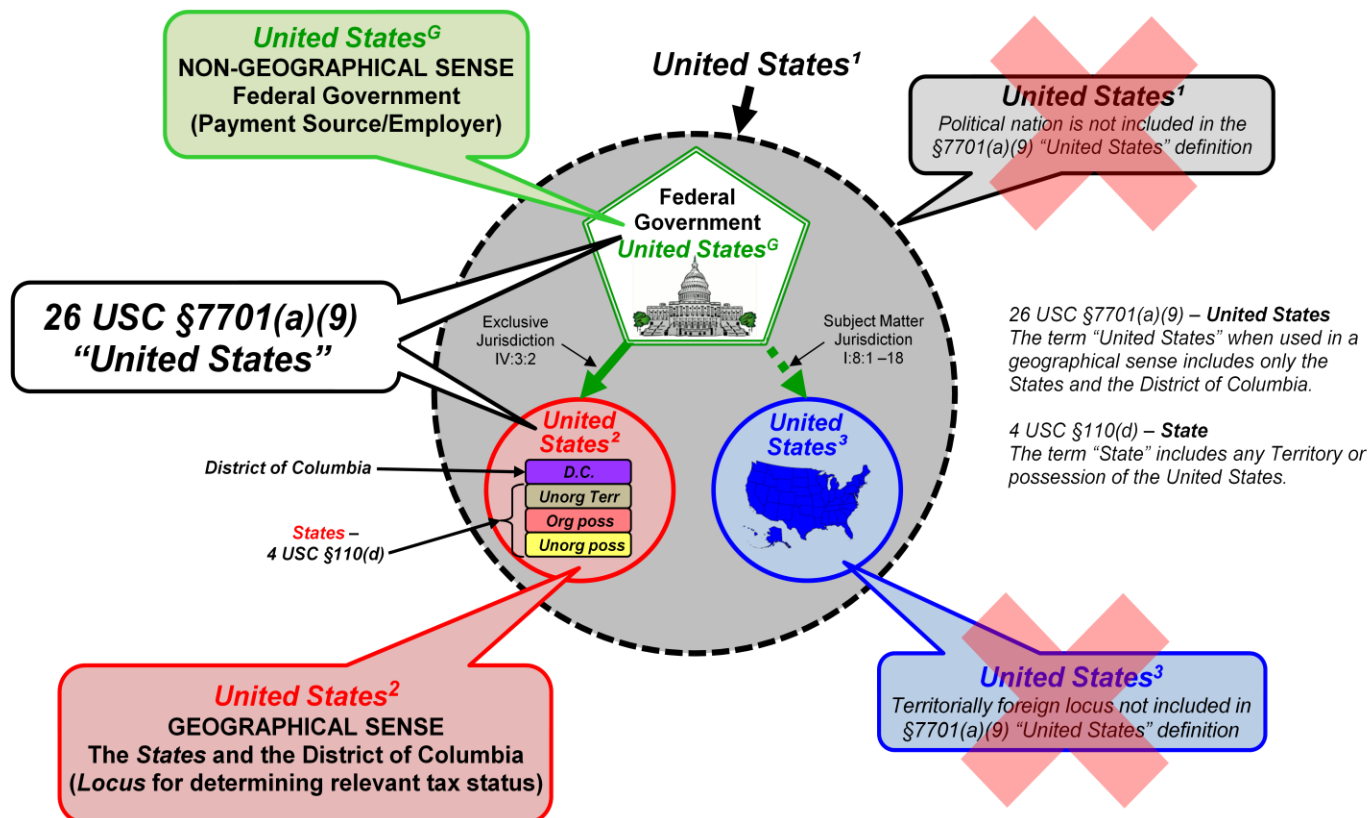 United Statesᴳ
NON-GEOGRAPHICAL SENSE
Federal Government
(Payment Source/Employer)
United States¹
United States¹
Political nation is not included in the
§7701(a)(9) “United States” definition
Federal
Government
United Statesᴳ
26 USC §7701(a)(9)
“United States”
Exclusive
Jurisdiction
IV:3:2
Subject Matter
Jurisdiction
I:8:1 –18
26 USC §7701(a)(9) – United States
The term “United States” when used in a
geographical sense includes only the
States and the District of Columbia.
4 USC §110(d) – State
The term “State” includes any Territory or
possession of the United States.
United
States²
District of Columbia
D.C.
Unorg Terr
Org poss
Unorg poss
States –
4 USC §110(d)
United
States³
United States²
GEOGRAPHICAL SENSE
The States and the District of Columbia
(Locus for determining relevant tax status)
United States³
Territorially foreign locus not included in
§7701(a)(9) “United States” definition